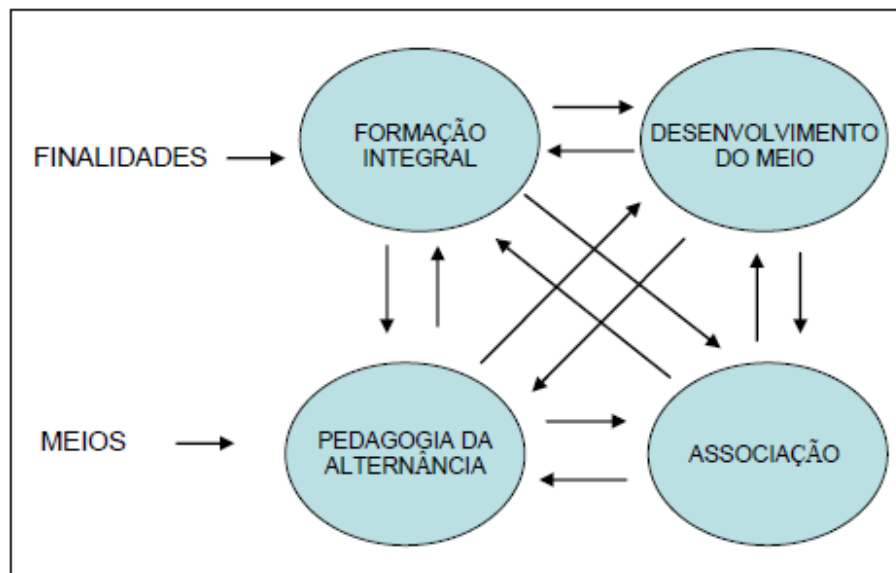 FINALIDADES
FORMAÇÃO
INTEGRAL
DESENVOLVIMENTO
DO MEIO
MEIOS
PEDAGOGIA DA
ALTERNÂNCIA
ASSOCIAÇÃO